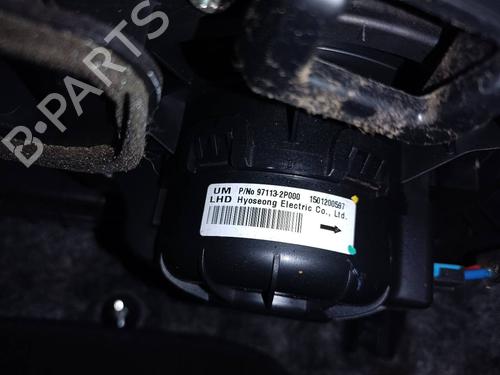 B-PARTS
UM P/No 97113-2P000 1501200597
LHD Hyoseong Electric Co., Ltd.